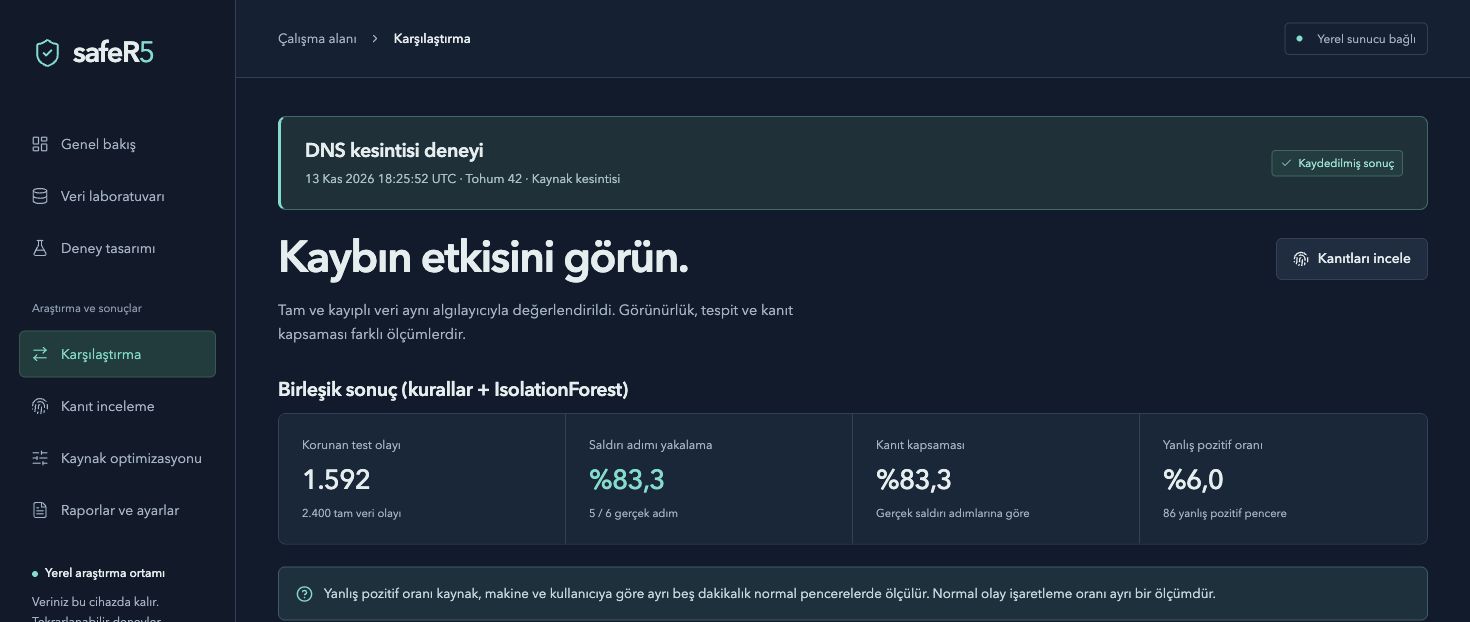 safeR5
Çalışma alanı > Karşılaştırma
Yerel sunucu bağlı
Genel bakış
Veri laboratuvarı
Deney tasarımı
Araştırma ve sonuçlar
Karşılaştırma
Kanıt inceleme
Kaynak optimizasyonu
Raporlar ve ayarlar
Yerel araştırma ortamı
Veriniz bu cihazda kalır.
Tekrarlanabilir deneyler
DNS kesintisi deneyi
13 Kas 2026 18:25:52 UTC · Tohum 42 · Kaynak kesintisi
Kaydedilmiş sonuç
Kaybın etkisini görün.
Kanıtları incele
Tam ve kayıplı veri aynı algılayıcıyla değerlendirildi. Görünürlük, tespit ve kanıt
kapsaması farklı ölçümlerdir.
Birleşik sonuç (kurallar + IsolationForest)
Korunan test olayı
1.592
2.400 tam veri olayı
Saldırı adımı yakalama
%83,3
5 / 6 gerçek adım
Kanıt kapsaması
%83,3
Gerçek saldırı adımlarına göre
Yanlış pozitif oranı
%6,0
86 yanlış pozitif pencere
Yanlış pozitif oranı kaynak, makine ve kullanıcıya göre ayrı beş dakikalık normal pencerelerde ölçülür. Normal olay işaretleme oranı ayrı bir ölçümdür.